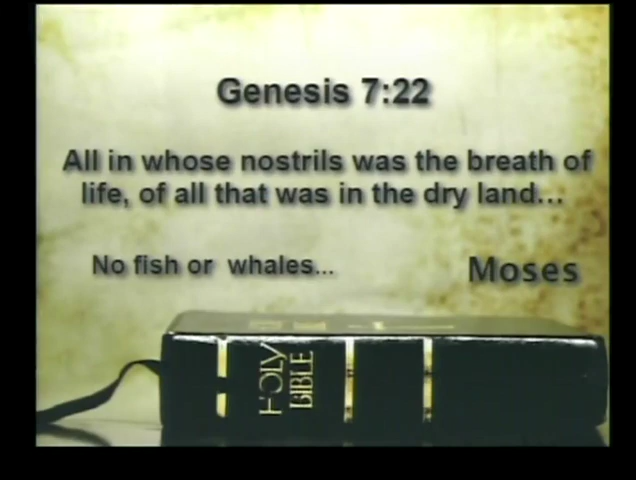 Genesis 7:22
All in whose nostrils was the breath of
life, of all that was in the dry land...
No fish or whales...
Moses
HOLY
BIBLE